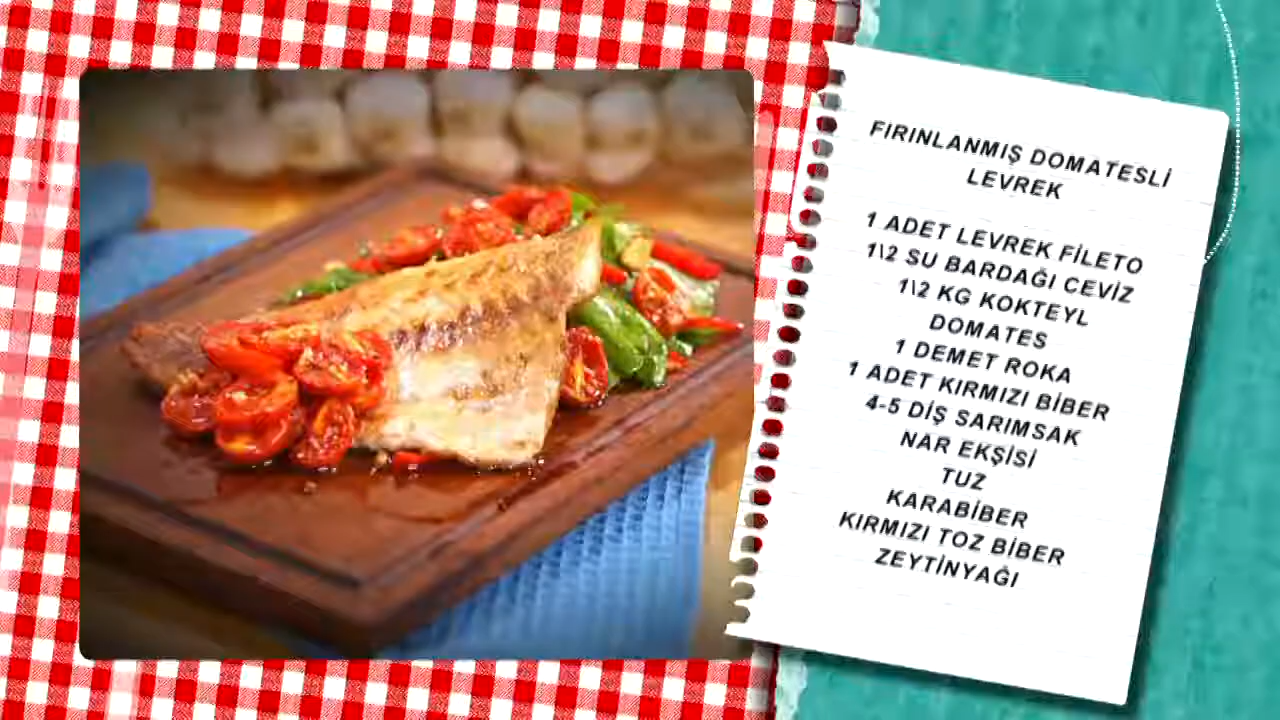 FIRINLANMIŞ DOMATESLİ
LEVREK
1 ADET LEVREK FİLETO
1\2 SU BARDAĞI CEVİZ
1\2 KG KOKTEYL
DOMATES
1 DEMET ROKA
1 ADET KIRMIZI BİBER
4-5 DİŞ SARIMSAK
NAR EKŞİSİ
TUZ
KARABİBER
KIRMIZI TOZ BİBER
ZEYTİNYAĞI